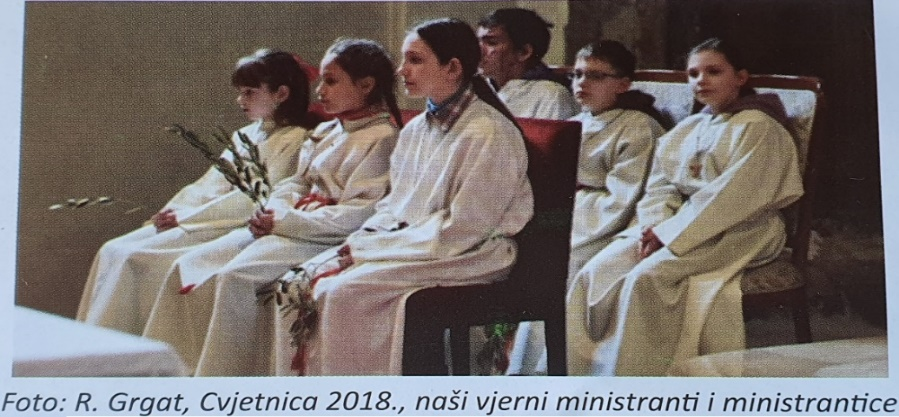 Foto: R. Grgat, Cvjetnica 2018., naši vjerni ministranti i ministrantice